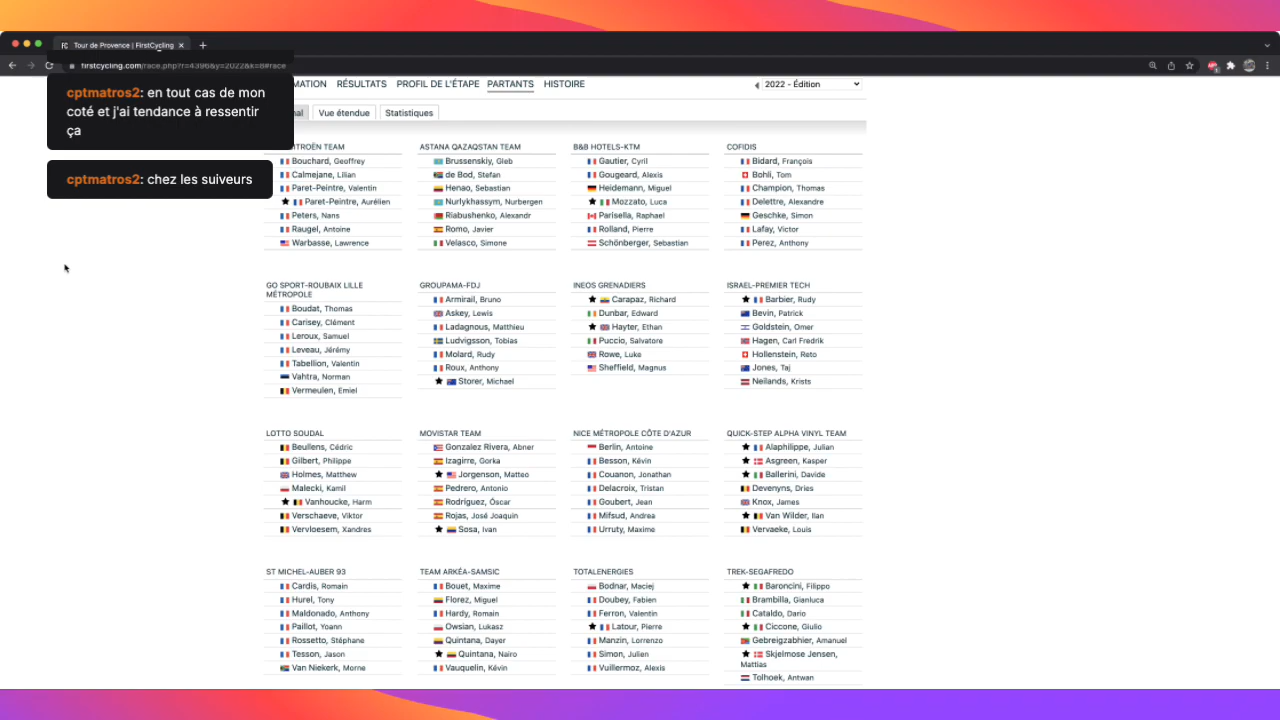 Tour de Provence | FirstCycling
firstcycling.com/race.php?r=4396&y=2022&k=8#race
cptmatros2: en tout cas de mon
coté et j'ai tendance à ressentir
ça
cptmatros2: chez les suiveurs
MATION RÉSULTATS PROFIL DE L'ÉTAPE PARTANTS HISTOIRE
2022 - Édition
al Vue étendue Statistiques
ITROËN TEAM
Bouchard, Geoffrey
Calmejane, Lilian
Paret-Peintre, Valentin
Paret-Peintre, Aurélien
Peters, Nans
Raugel, Antoine
Warbasse, Lawrence
ASTANA QAZAQSTAN TEAM
Brussenskiy, Gleb
de Bod, Stefan
Henao, Sebastian
Nurlykhassym, Nurbergen
Riabushenko, Alexandr
Romo, Javier
Velasco, Simone
B&B HOTELS-KTM
Gautier, Cyril
Gougeard, Alexis
Heidemann, Miguel
Mozzato, Luca
Parisella, Raphael
Rolland, Pierre
Schönberger, Sebastian
COFIDIS
Bidard, François
Bohli, Tom
Champion, Thomas
Delettre, Alexandre
Geschke, Simon
Lafay, Victor
Perez, Anthony
GO SPORT-ROUBAIX LILLE
MÉTROPOLE
Boudat, Thomas
Carisey, Clément
Leroux, Samuel
Leveau, Jérémy
Tabellion, Valentin
Vahtra, Norman
Vermeulen, Emiel
GROUPAMA-FDJ
Armirail, Bruno
Askey, Lewis
Ladagnous, Matthieu
Ludvigsson, Tobias
Molard, Rudy
Roux, Anthony
Storer, Michael
INEOS GRENADIERS
Carapaz, Richard
Dunbar, Edward
Hayter, Ethan
Puccio, Salvatore
Rowe, Luke
Sheffield, Magnus
ISRAEL-PREMIER TECH
Barbier, Rudy
Bevin, Patrick
Goldstein, Omer
Hagen, Carl Fredrik
Hollenstein, Reto
Jones, Taj
Neilands, Krists
LOTTO SOUDAL
Beullens, Cédric
Gilbert, Philippe
Holmes, Matthew
Malecki, Kamil
Vanhoucke, Harm
Verschaeve, Viktor
Vervloesem, Xandres
MOVISTAR TEAM
Gonzalez Rivera, Abner
Izagirre, Gorka
Jorgenson, Matteo
Pedrero, Antonio
Rodríguez, Óscar
Rojas, José Joaquin
Sosa, Ivan
NICE MÉTROPOLE CÔTE D'AZUR
Berlin, Antoine
Besson, Kévin
Couanon, Jonathan
Delacroix, Tristan
Goubert, Jean
Mifsud, Andrea
Urruty, Maxime
QUICK-STEP ALPHA VINYL TEAM
Alaphilippe, Julian
Asgreen, Kasper
Ballerini, Davide
Devenyns, Dries
Knox, James
Van Wilder, Ilan
Vervaeke, Louis
ST MICHEL-AUBER 93
Cardis, Romain
Hurel, Tony
Maldonado, Anthony
Paillot, Yoann
Rossetto, Stéphane
Tesson, Jason
Van Niekerk, Morne
TEAM ARKÉA-SAMSIC
Bouet, Maxime
Florez, Miguel
Hardy, Romain
Owsian, Lukasz
Quintana, Dayer
Quintana, Nairo
Vauquelin, Kévin
TOTALENERGIES
Bodnar, Maciej
Doubey, Fabien
Ferron, Valentin
Latour, Pierre
Manzin, Lorrenzo
Simon, Julien
Vuillermoz, Alexis
TREK-SEGAFREDO
Baroncini, Filippo
Brambilla, Gianluca
Cataldo, Dario
Ciccone, Giulio
Gebreigzabhier, Amanuel
Skjelmose Jensen,
Mattias
Tolhoek, Antwan